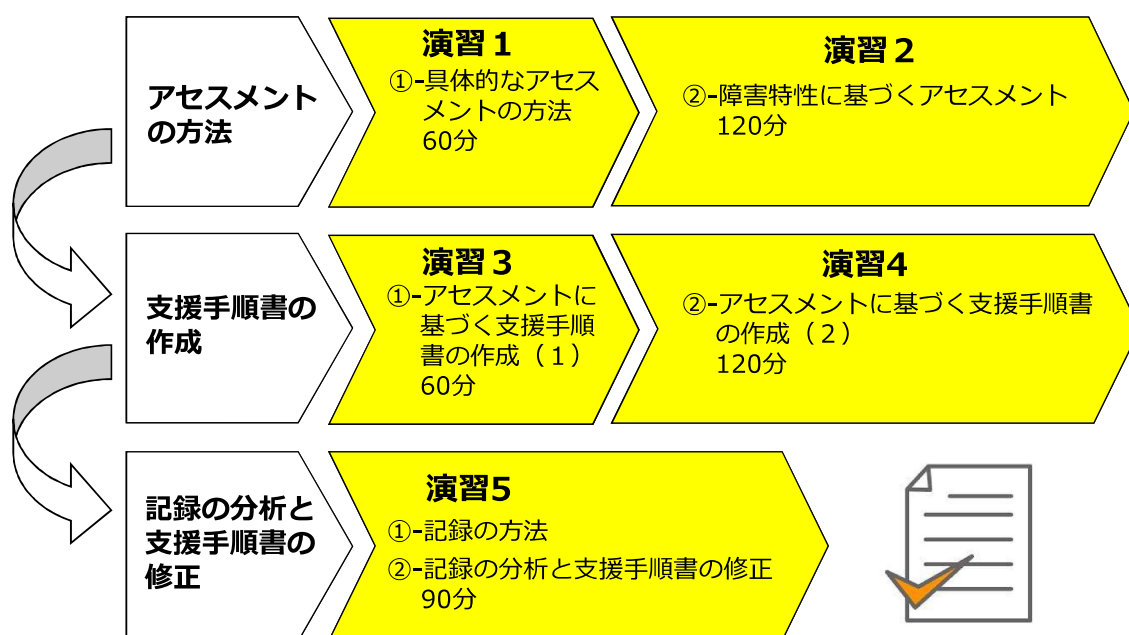 アセスメント
の方法
演習１
①-具体的なアセス
メントの方法
60分
演習２
②-障害特性に基づくアセスメント
120分
支援手順書の
作成
演習３
①-アセスメントに
基づく支援手順
書の作成（１）
60分
演習4
②-アセスメントに基づく支援手順書
の作成（２）
120分
記録の分析と
支援手順書の
修正
演習5
①-記録の方法
②-記録の分析と支援手順書の修正
90分